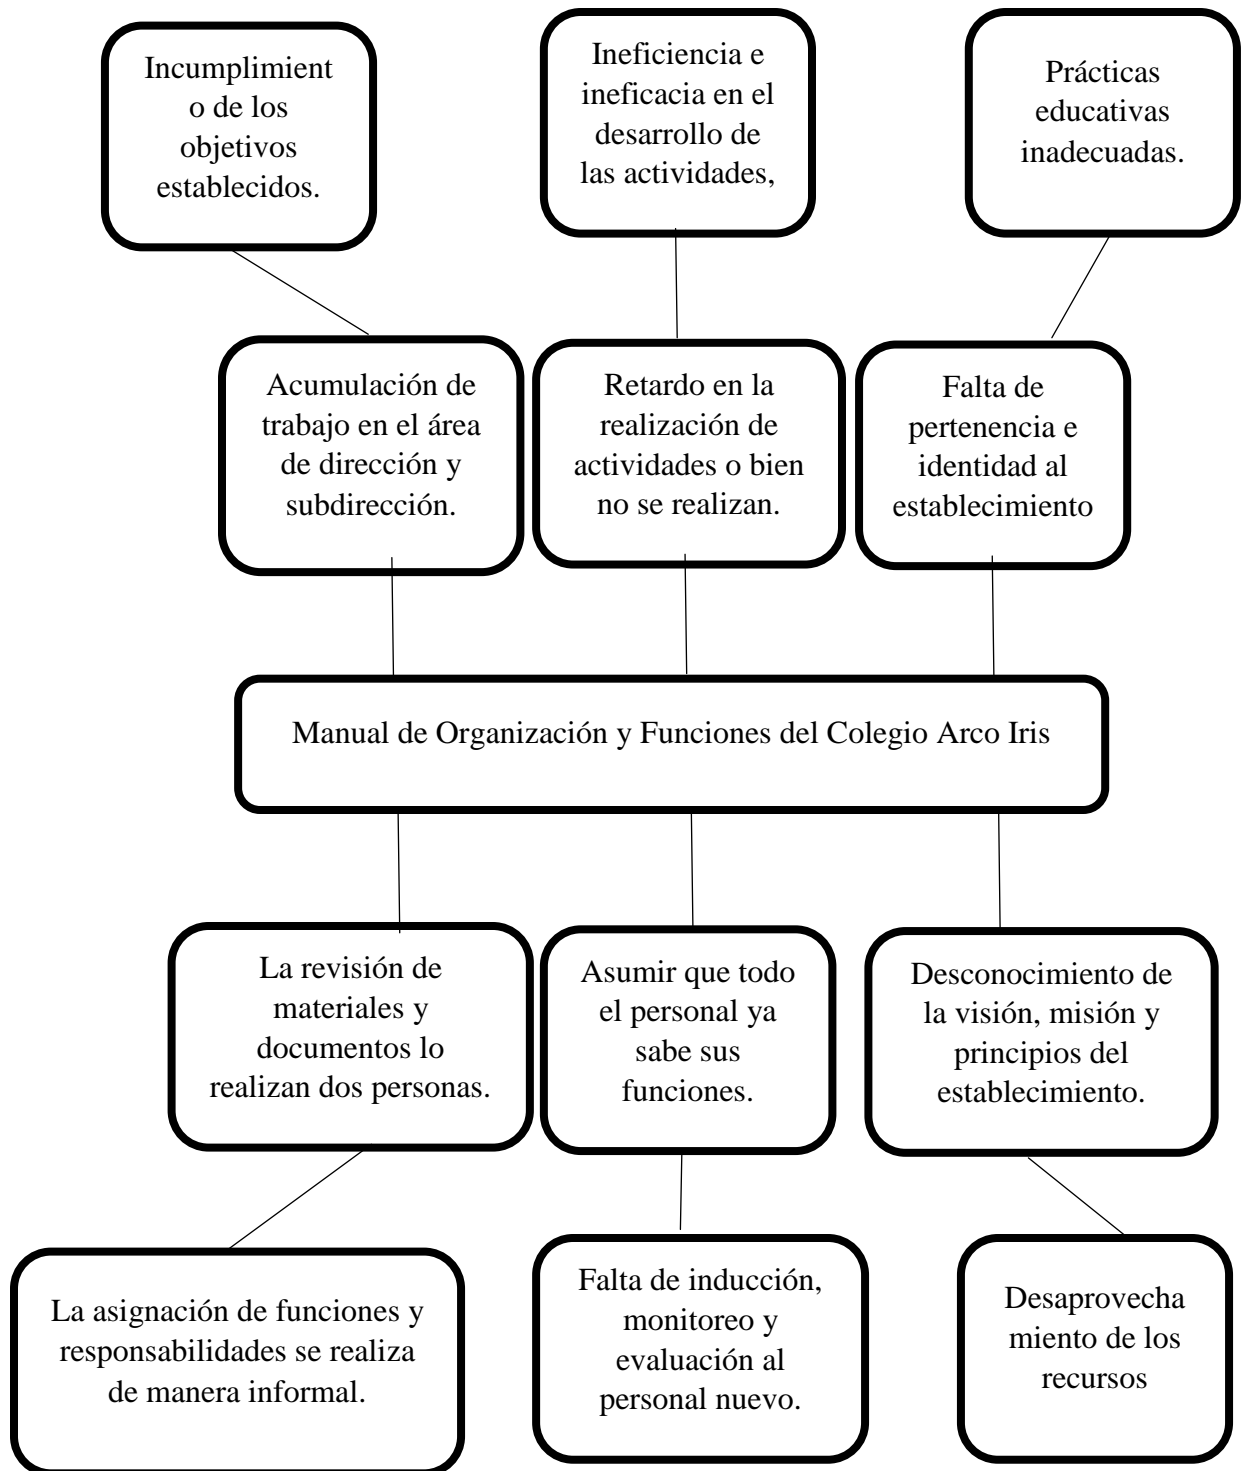 Incumplimient
o de los
objetivos
establecidos.
Ineficiencia e
ineficacia en el
desarrollo de
las actividades,
Prácticas
educativas
inadecuadas.
Acumulación de
trabajo en el área
de dirección y
subdirección.
Retardo en la
realización de
actividades o bien
no se realizan.
Falta de
pertenencia e
identidad al
establecimiento
Manual de Organización y Funciones del Colegio Arco Iris
La revisión de
materiales y
documentos lo
realizan dos personas.
Asumir que todo
el personal ya
sabe sus
funciones.
Desconocimiento de
la visión, misión y
principios del
establecimiento.
La asignación de funciones y
responsabilidades se realiza
de manera informal.
Falta de inducción,
monitoreo y
evaluación al
personal nuevo.
Desaprovecha
miento de los
recursos